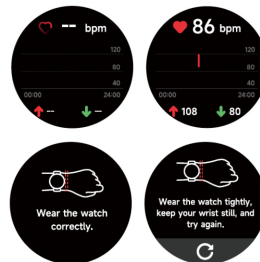 -- bpm
120
80
40
00:00 24:00
-- --
86 bpm
120
80
40
00:00 24:00
108 80
Wear the watch
correctly.
Wear the watch tightly,
keep your wrist still, and
try again.